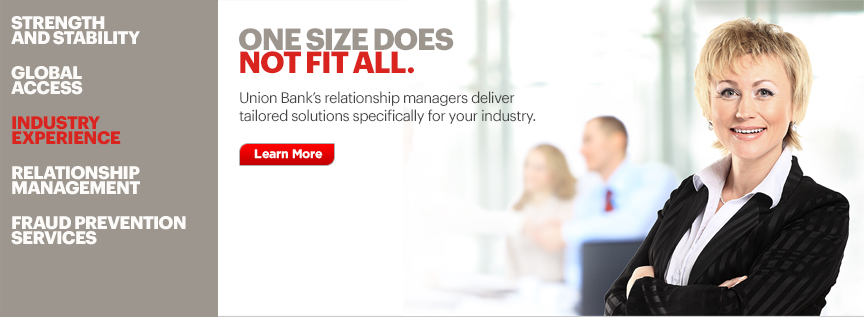 STRENGTH
AND STABILITY
GLOBAL
ACCESS
INDUSTRY
EXPERIENCE
RELATIONSHIP
MANAGEMENT
FRAUD PREVENTION
SERVICES
ONE SIZE DOES
NOT FIT ALL.
Union Bank's relationship managers deliver
tailored solutions specifically for your industry.
Learn More